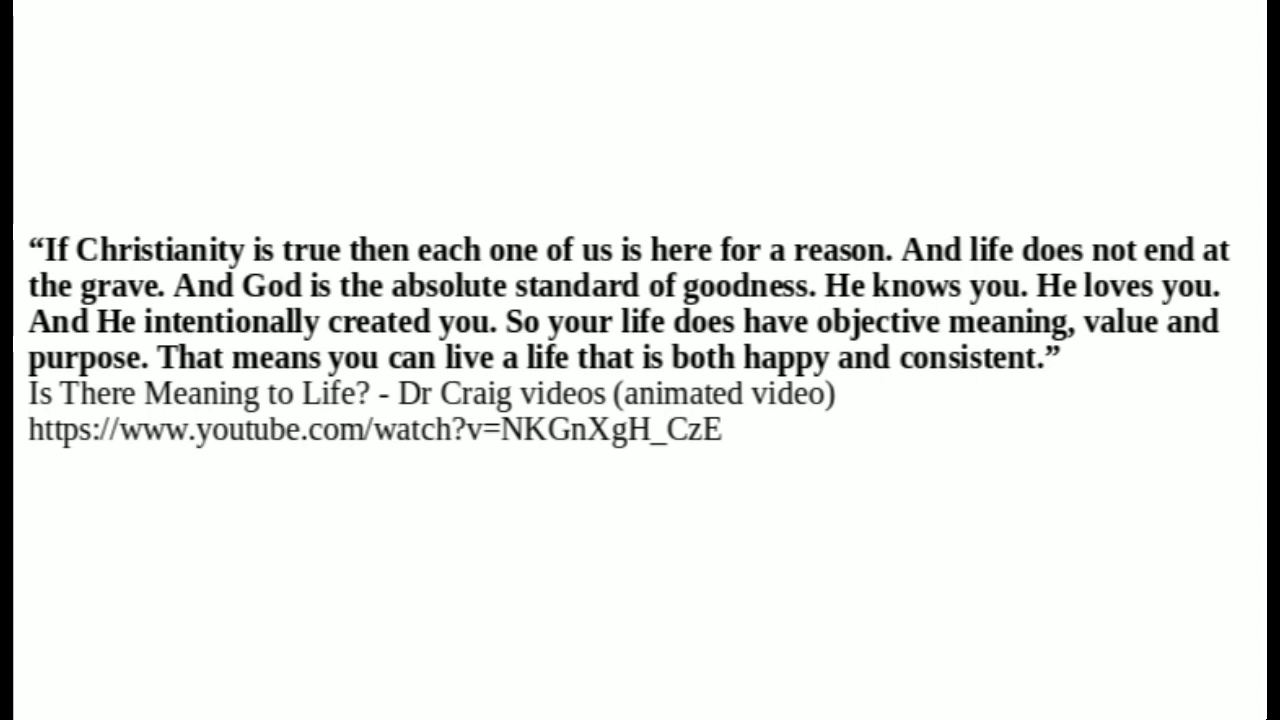 “If Christianity is true then each one of us is here for a reason. And life does not end at
the grave. And God is the absolute standard of goodness. He knows you. He loves you.
And He intentionally created you. So your life does have objective meaning, value and
purpose. That means you can live a life that is both happy and consistent.”
Is There Meaning to Life? - Dr Craig videos (animated video)
https://www.youtube.com/watch?v=NKGnXgH_CzE